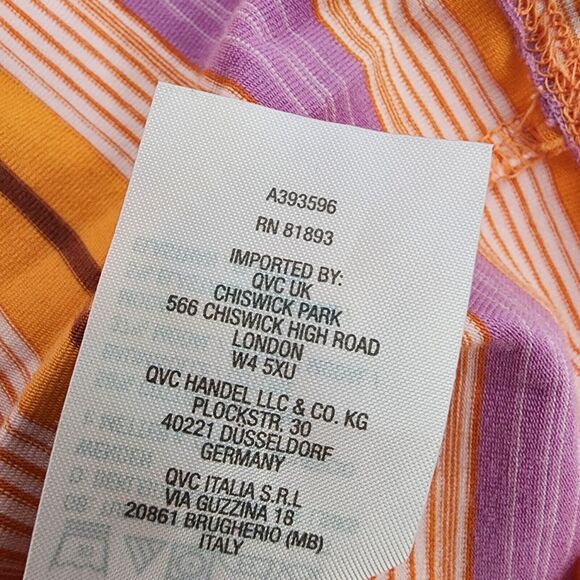 A393596
RN 81893
IMPORTED BY:
QVC UK
CHISWICK PARK
566 CHISWICK HIGH ROAD
LONDON
W4 5XU
QVC HANDEL LLC & CO. KG
PLOCKSTR. 30
40221 DÜSSELDORF
GERMANY
QVC ITALIA S.R.L
VIA GUZZINA 18
20861 BRUGHERIO (MB)
ITALY